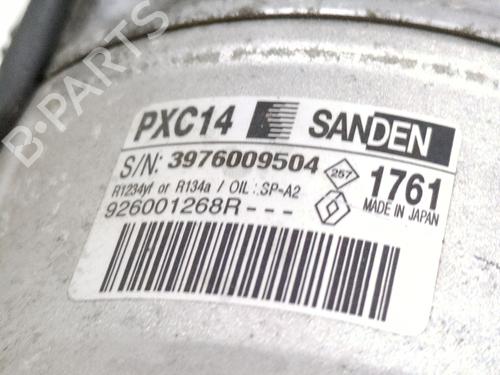 PXC14 SANDEN
S/N: 3976009504 257 1761
R1234yf or R134a / OIL : SP-A2
MADE IN JAPAN
926001268R---
B-PARTS